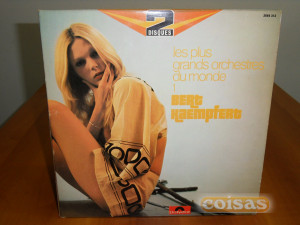 2
DISQUES
les plus
grands orchestres
du monde
1
BERT
KAEMPFERT
coisas